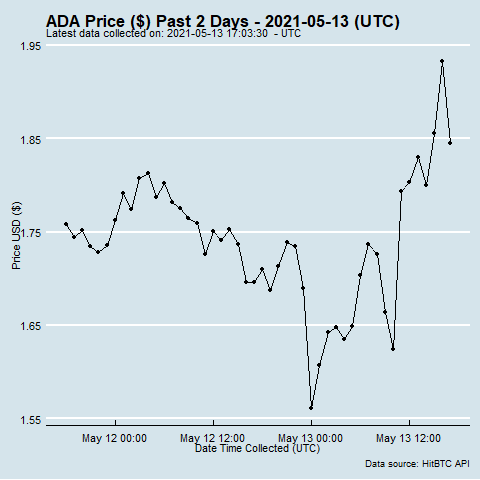 ADA Price ($) Past 2 Days - 2021-05-13 (UTC)
Latest data collected on: 2021-05-13 17:03:30  - UTC
1.95
1.85
1.75
1.65
1.55
Price USD ($)
May 12 00:00
May 12 12:00
May 13 00:00
May 13 12:00
Date Time Collected (UTC)
Data source: HitBTC API